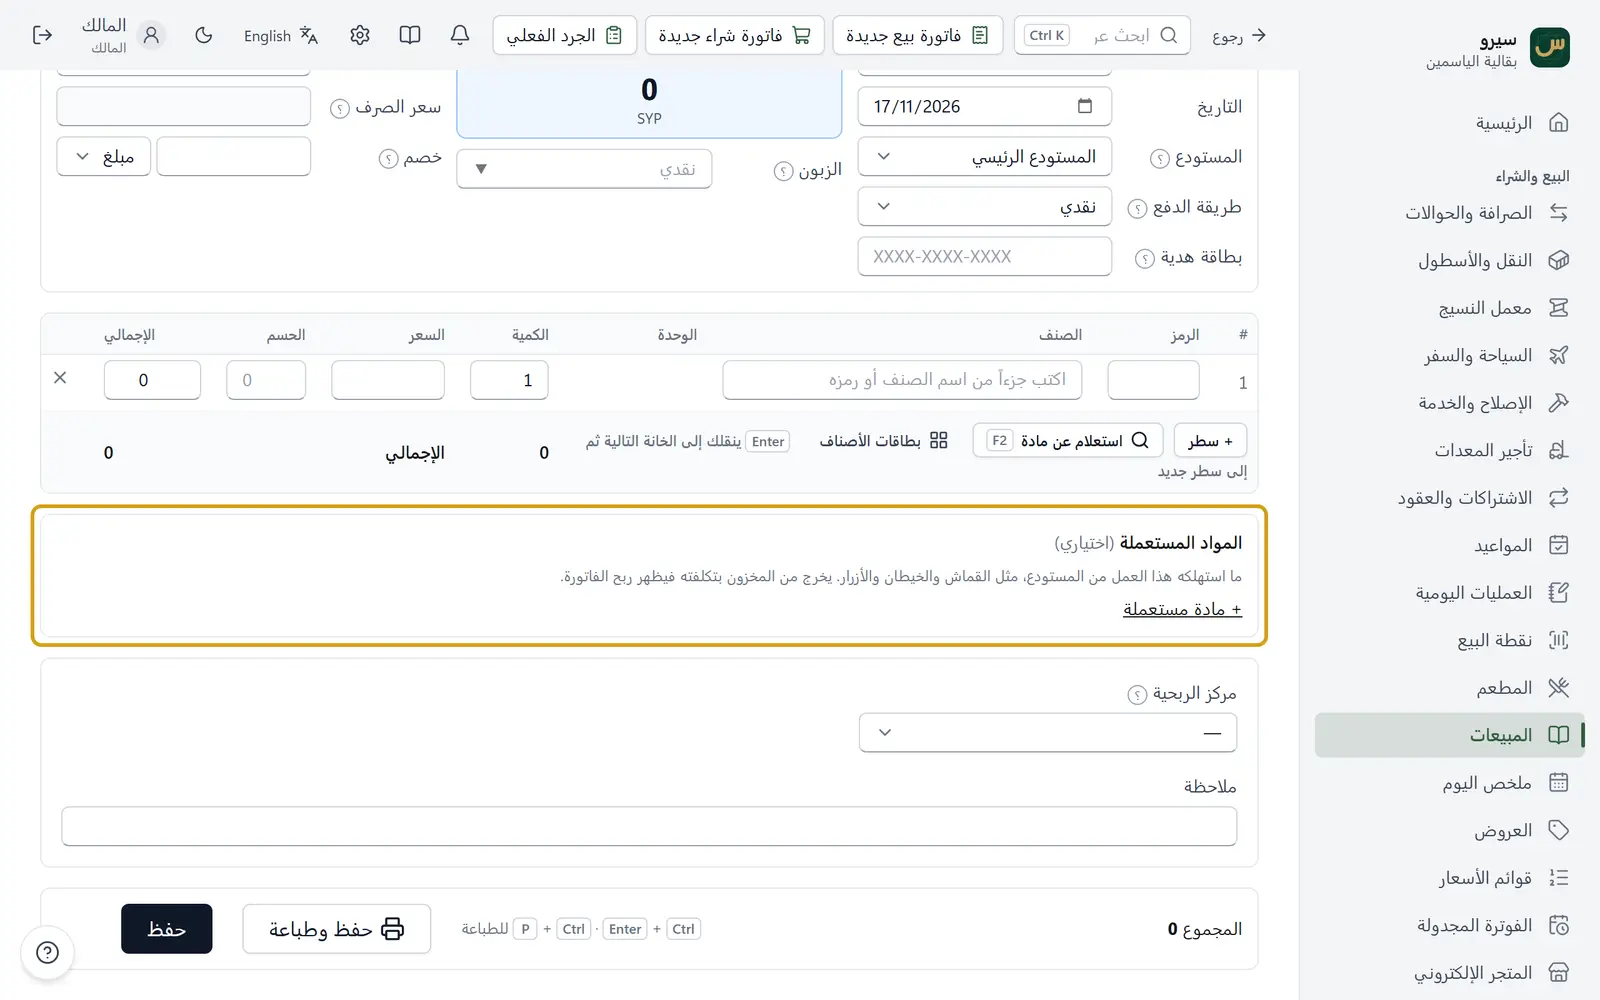 سيرو
بقالية الياسمين
رجوع
ابحث عر
Ctrl K
فاتورة بيع جديدة
فاتورة شراء جديدة
الجرد الفعلي
English
المالك
المالك
الرئيسية
البيع والشراء
الصرافة والحوالات
النقل والأسطول
معمل النسيج
السياحة والسفر
الإصلاح والخدمة
تأجير المعدات
الاشتراكات والعقود
المواعيد
العمليات اليومية
نقطة البيع
المطعم
المبيعات
ملخص اليوم
العروض
قوائم الأسعار
الفوترة المجدولة
المتجر الإلكتروني
التاريخ
17/11/2026
المستودع ؟
المستودع الرئيسي
طريقة الدفع ؟
نقدي
بطاقة هدية ؟
XXXX-XXXX-XXXX
0
SYP
الزبون ؟
نقدي
سعر الصرف ؟
خصم ؟
مبلغ
# الرمز الصنف الوحدة الكمية السعر الحسم الإجمالي
1 اكتب جزءاً من اسم الصنف أو رمزه 1 0 0
+ سطر
استعلام عن مادة F2
بطاقات الأصناف
Enter ينقلك إلى الخانة التالية ثم
إلى سطر جديد
0 الإجمالي 0
المواد المستعملة (اختياري)
ما استهلكه هذا العمل من المستودع، مثل القماش والخيطان والأزرار. يخرج من المخزون بتكلفته فيظهر ربح الفاتورة.
+ مادة مستعملة
مركز الربحية ؟
—
ملاحظة
المجموع 0
Ctrl + Enter · Ctrl + P للطباعة
حفظ وطباعة
حفظ
?